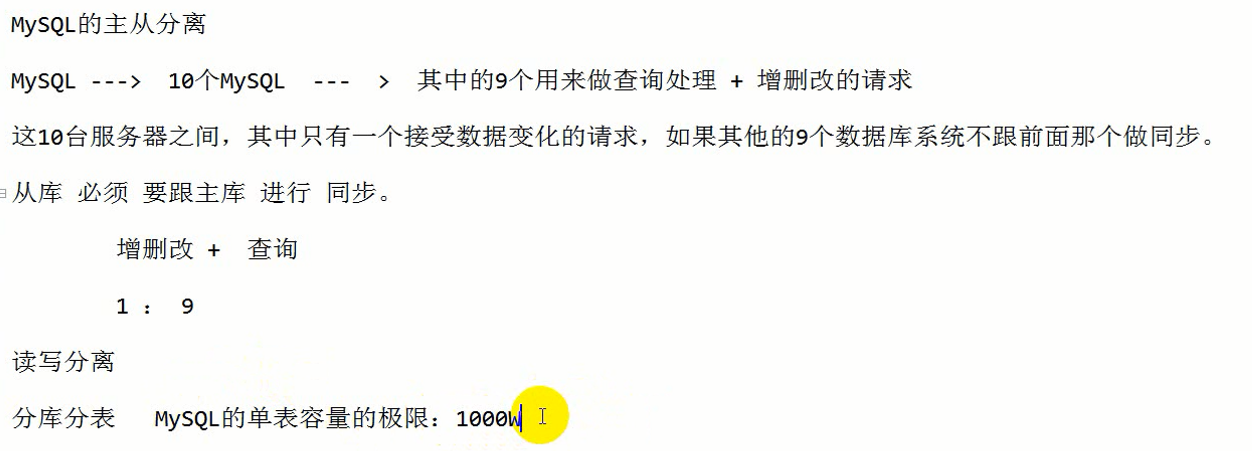 MySQL的主从分离
MySQL ---> 10个MySQL --- > 其中的9个用来做查询处理 + 增删改的请求
这10台服务器之间，其中只有一个接受数据变化的请求，如果其他的9个数据库系统不跟前面那个做同步。
从库 必须 要跟主库 进行 同步。
增删改 + 查询
1 : 9
读写分离
分库分表 MySQL的单表容量的极限：1000W